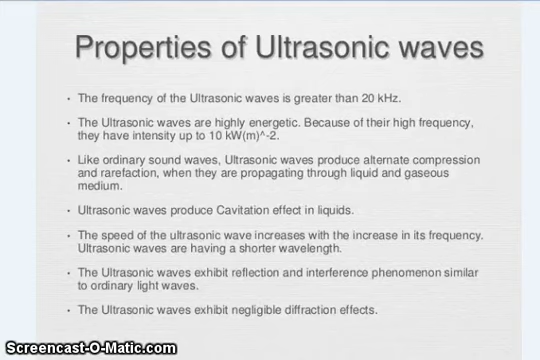 Properties of Ultrasonic waves
• The frequency of the Ultrasonic waves is greater than 20 kHz.
• The Ultrasonic waves are highly energetic. Because of their high frequency,
they have intensity up to 10 kW(m)^-2.
• Like ordinary sound waves, Ultrasonic waves produce alternate compression
and rarefaction, when they are propagating through liquid and gaseous
medium.
• Ultrasonic waves produce Cavitation effect in liquids.
• The speed of the ultrasonic wave increases with the increase in its frequency.
Ultrasonic waves are having a shorter wavelength.
• The Ultrasonic waves exhibit reflection and interference phenomenon similar
to ordinary light waves.
• The Ultrasonic waves exhibit negligible diffraction effects.
Screencast-O-Matic.com